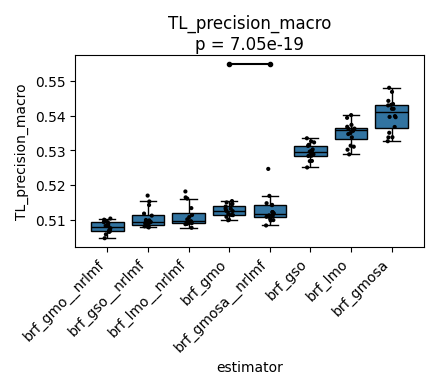 TL_precision_macro
p = 7.05e-19
TL_precision_macro
0.55
0.54
0.53
0.52
0.51
brf_gmo__nrlmf
brf_gso__nrlmf
brf_lmo__nrlmf
brf_gmo
brf_gmosa__nrlmf
brf_gso
brf_lmo
brf_gmosa
estimator